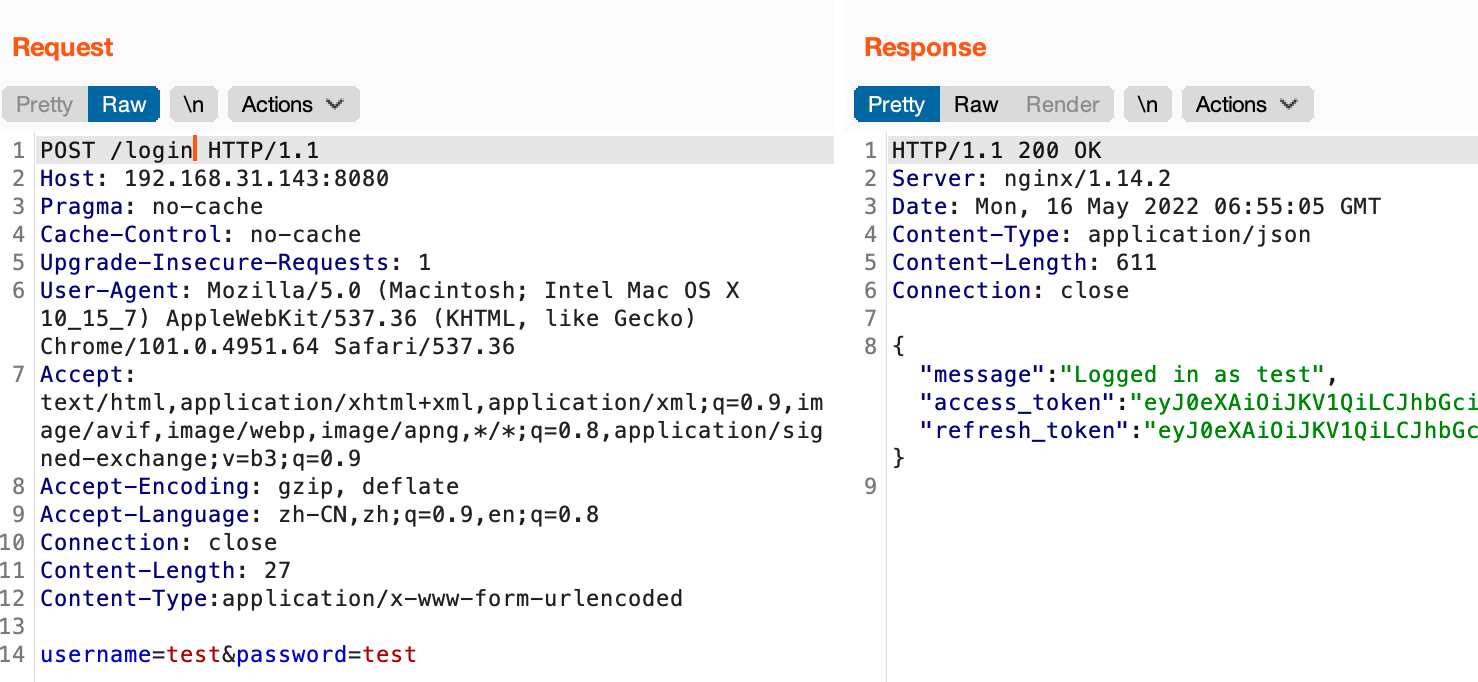 Request
Pretty Raw \n Actions
1 POST /login HTTP/1.1
2 Host: 192.168.31.143:8080
3 Pragma: no-cache
4 Cache-Control: no-cache
5 Upgrade-Insecure-Requests: 1
6 User-Agent: Mozilla/5.0 (Macintosh; Intel Mac OS X
10_15_7) AppleWebKit/537.36 (KHTML, like Gecko)
Chrome/101.0.4951.64 Safari/537.36
7 Accept:
text/html,application/xhtml+xml,application/xml;q=0.9,im
age/avif,image/webp,image/apng,*/*;q=0.8,application/sig
ned-exchange;v=b3;q=0.9
8 Accept-Encoding: gzip, deflate
9 Accept-Language: zh-CN,zh;q=0.9,en;q=0.8
10 Connection: close
11 Content-Length: 27
12 Content-Type:application/x-www-form-urlencoded
13
14 username=test&password=test
Response
Pretty Raw Render \n Actions
1 HTTP/1.1 200 OK
2 Server: nginx/1.14.2
3 Date: Mon, 16 May 2022 06:55:05 GMT
4 Content-Type: application/json
5 Content-Length: 611
6 Connection: close
7
8 {
"message":"Logged in as test",
"access_token":"eyJ0eXAiOiJKV1QiLCJhbGci
"refresh_token":"eyJ0eXAiOiJKV1QiLCJhbGc
}
9